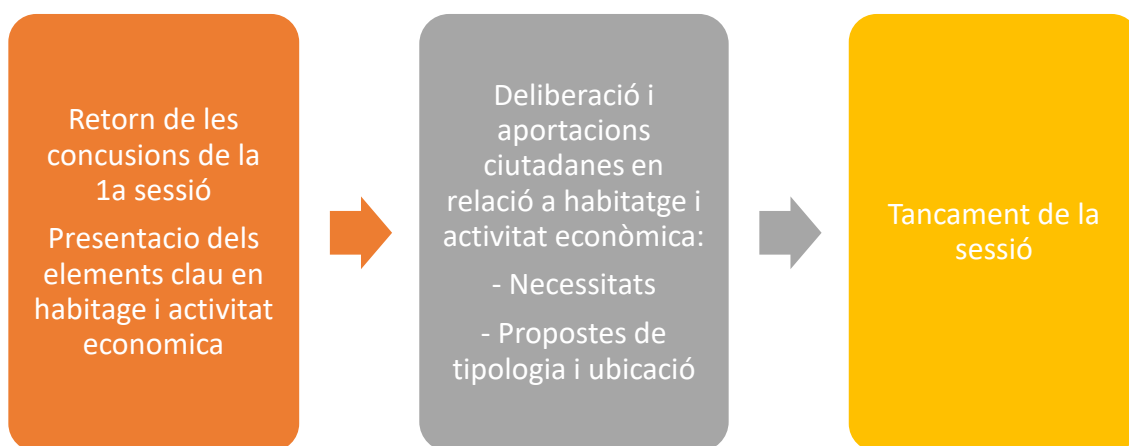 Retorn de les
concusions de la
1a sessió
Presentacio dels
elements clau en
habitage i activitat
economica
Deliberació i
aportacions
ciutadanes en
relació a habitatge i
activitat econòmica:
- Necessitats
- Propostes de
tipologia i ubicació
Tancament de la
sessió